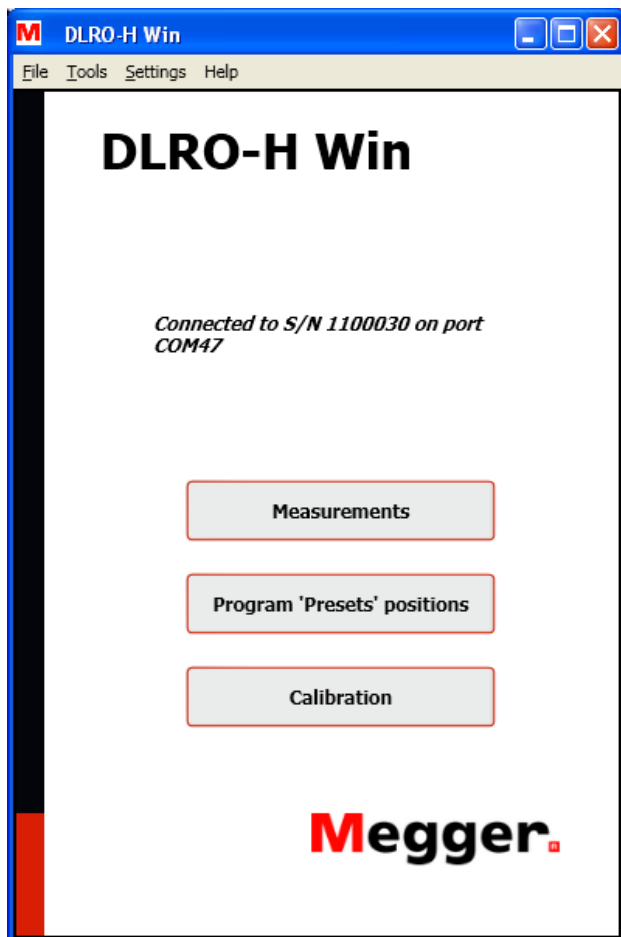 M DLRO-H Win
File Tools Settings Help
DLRO-H Win
Connected to S/N 1100030 on port
COM47
Measurements
Program 'Presets' positions
Calibration
Megger.